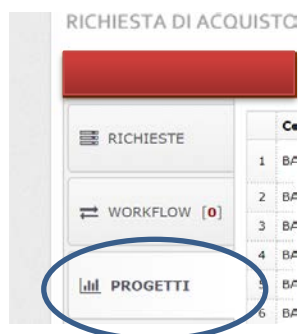 RICHIESTA DI ACQUISTO
Ce
RICHIESTE
1 BA
WORKFLOW [0]
2 BA
3 BA
4 BA
PROGETTI
5 BA
6 BA